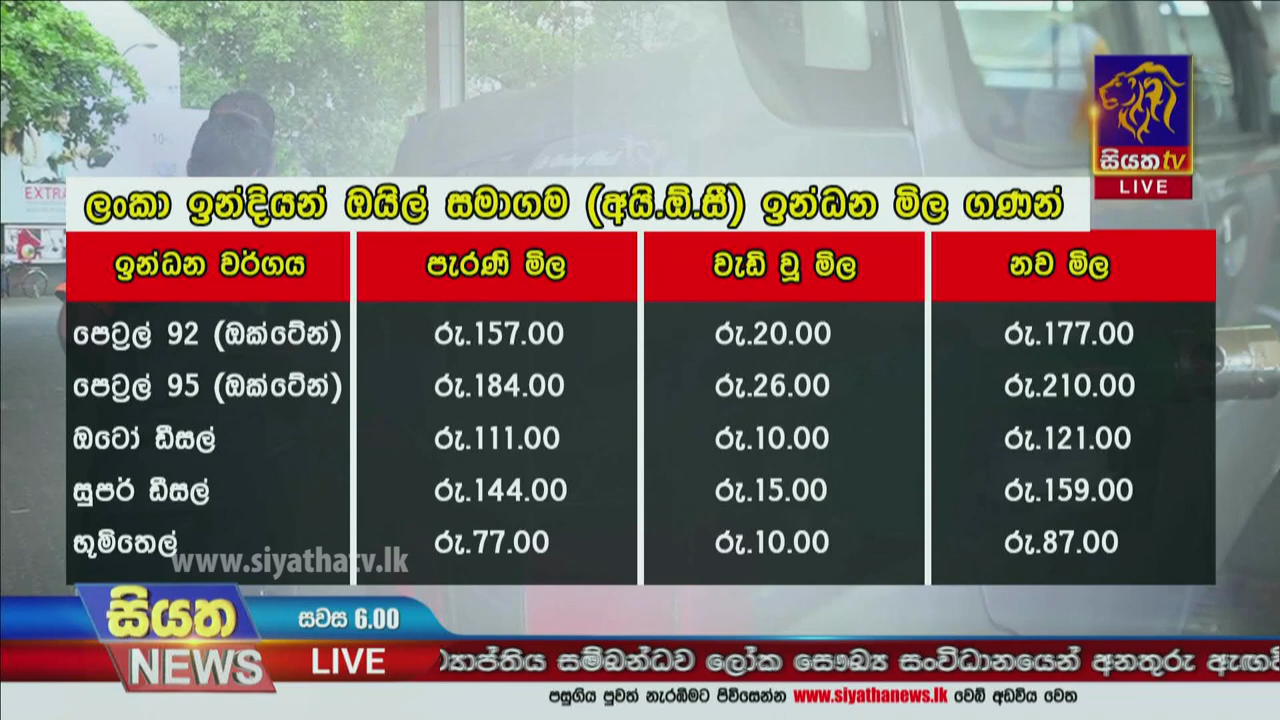 EXTRA
සියත tv
LIVE
ලංකා ඉන්දියන් ඔයිල් සමාගම (අයි.ඕ.සී) ඉන්ධන මිල ගණන්
ඉන්ධන වර්ගය පැරණි මිල වැඩි වූ මිල නව මිල
පෙට්‍රල් 92 (ඔක්ටේන්) රු.157.00 රු.20.00 රු.177.00
පෙට්‍රල් 95 (ඔක්ටේන්) රු.184.00 රු.26.00 රු.210.00
ඔටෝ ඩීසල් රු.111.00 රු.10.00 රු.121.00
සුපර් ඩීසල් රු.144.00 රු.15.00 රු.159.00
භූමිතෙල් රු.77.00 රු.10.00 රු.87.00
www.siyathatv.lk
සියත සවස 6.00
NEWS LIVE ව්‍යාප්තිය සම්බන්ධව ලෝක සෞඛ්‍ය සංවිධානයෙන් අනතුරු
පසුගිය පුවත් නැරඹීමට පිවිසෙන්න www.siyathanews.lk වෙබ් අඩවිය වෙත